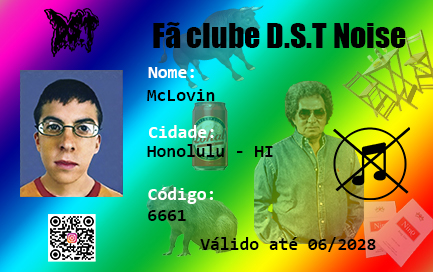 Fã clube D.S.T Noise
Nome:
McLovin
Cidade:
Honolulu - HI
Código:
6661
Válido até 06/2028